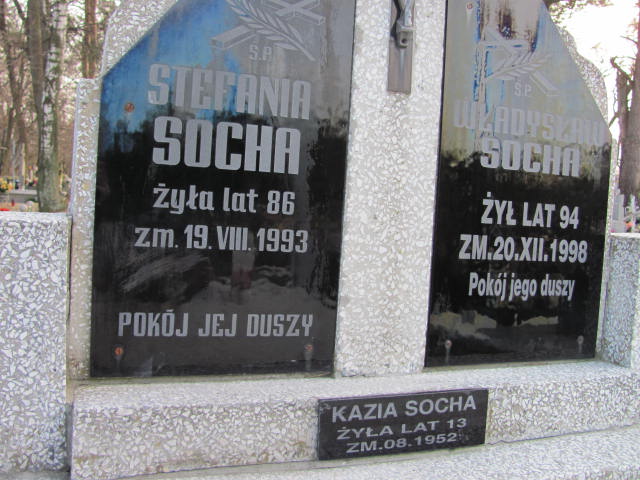 Ś.P.
STEFANIA
SOCHA
żyła lat 86
zm. 19. VIII. 1993
POKÓJ JEJ DUSZY
Ś.P.
WŁADYSŁAW
SOCHA
ŻYŁ LAT 94
ZM.20.XII.1998
Pokój jego duszy
KAZIA SOCHA
ŻYŁA LAT 13
ZM.08.1952